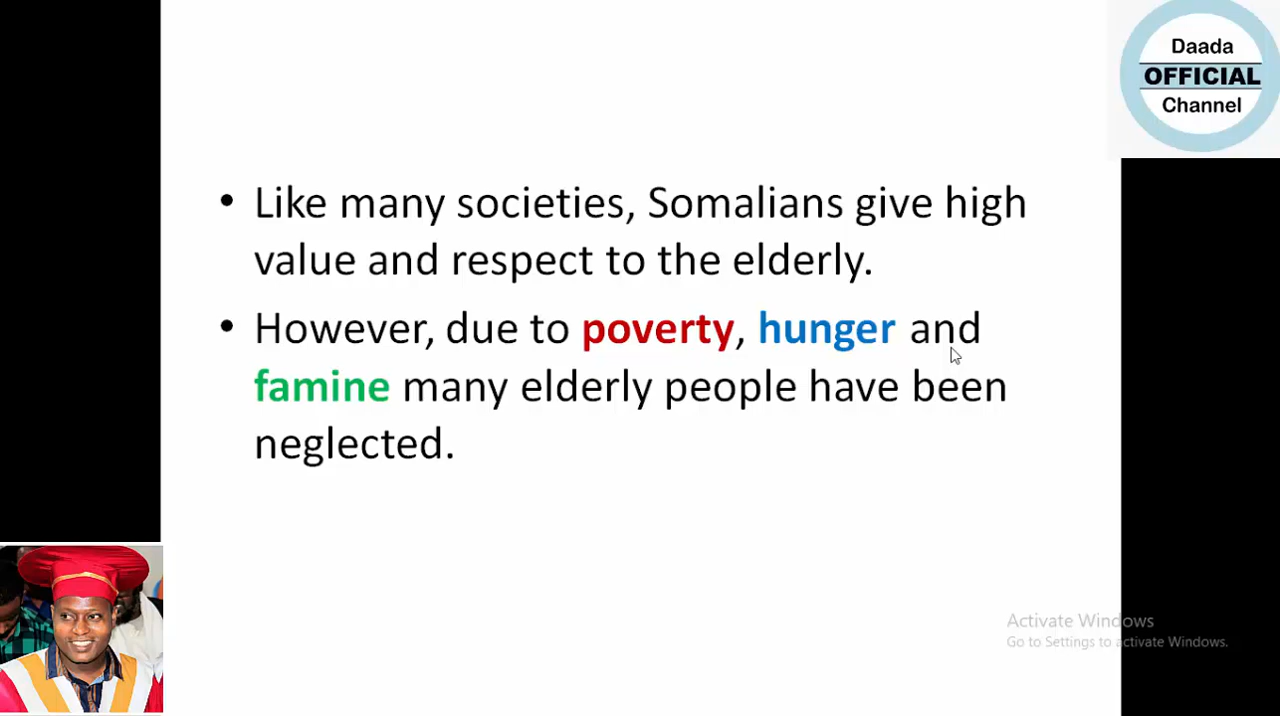 Daada
OFFICIAL
Channel
• Like many societies, Somalians give high
value and respect to the elderly.
• However, due to poverty, hunger and
famine many elderly people have been
neglected.
Activate Windows
Go to Settings to activate Windows.